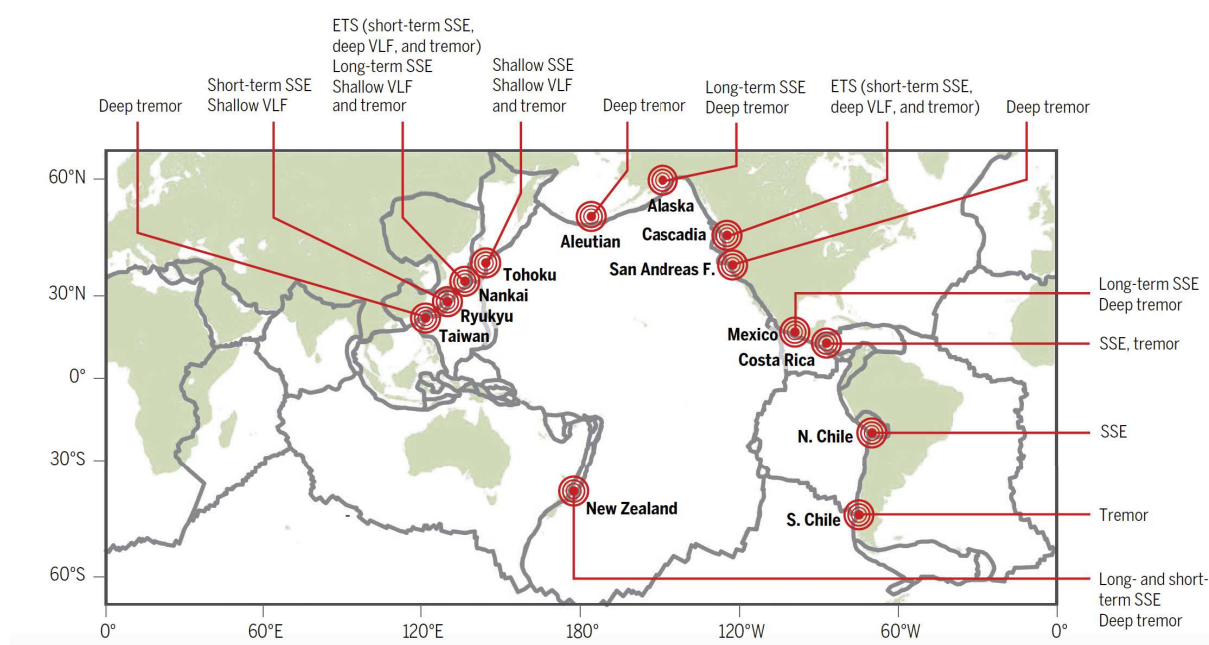 ETS (short-term SSE,
deep VLF, and tremor)
Long-term SSE
Shallow VLF
and tremor
Shallow SSE
Shallow VLF
and tremor
Short-term SSE
Shallow VLF
Long-term SSE
Deep tremor
ETS (short-term SSE,
deep VLF, and tremor)
Deep tremor
Deep tremor
Deep tremor
60°N
30°N
0°
30°S
60°S
Alaska
Aleutian
Cascadia
San Andreas F.
Tohoku
Nankai
Ryukyu
Taiwan
Mexico
Costa Rica
N. Chile
New Zealand
S. Chile
Long-term SSE
Deep tremor
SSE, tremor
SSE
Tremor
Long- and short-
term SSE
Deep tremor
0°
60°E
120°E
180°
120°W
60°W
0°